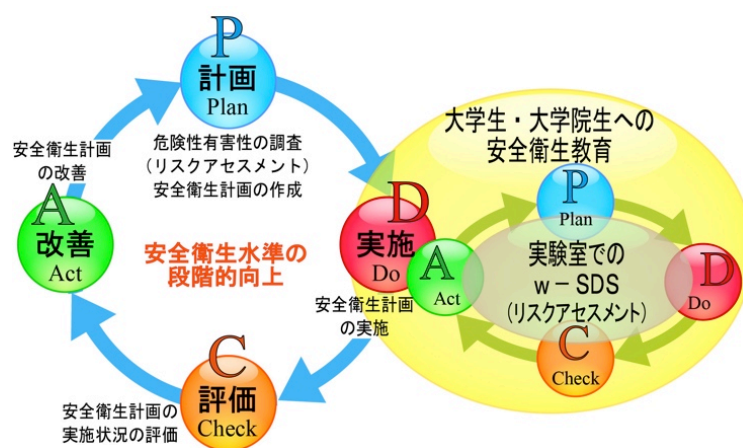 P
計画
Plan
危険性有害性の調査
（リスクアセスメント）
安全衛生計画の作成
安全衛生計画
の改善
A
改善
Act
安全衛生水準の
段階的向上
D
実施
Do
安全衛生計画
の実施
C
評価
Check
安全衛生計画の
実施状況の評価
大学生・大学院生への
安全衛生教育
P
Plan
A
Act
実験室での
w－SDS
（リスクアセスメント）
D
Do
C
Check